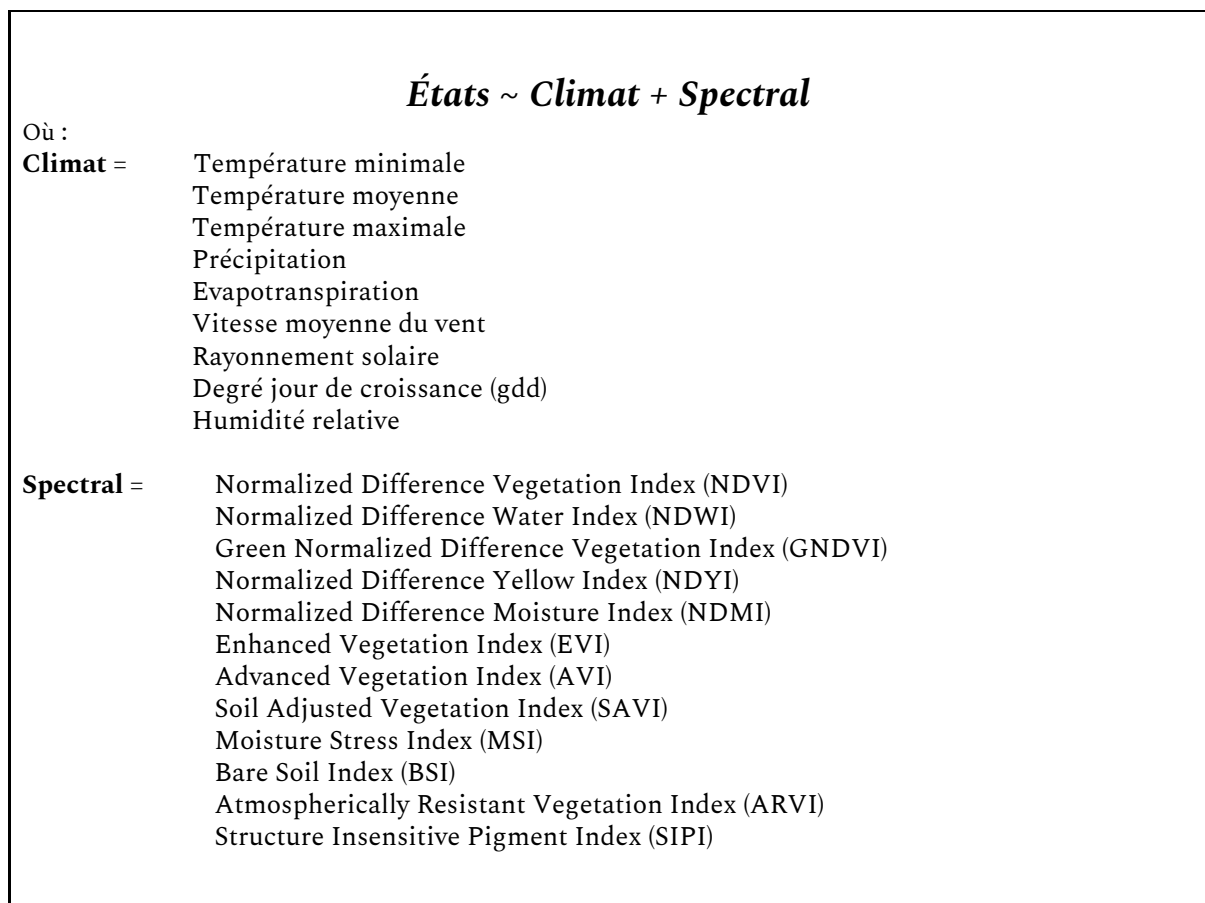 États ~ Climat + Spectral
Où :
Climat = Température minimale
Température moyenne
Température maximale
Précipitation
Evapotranspiration
Vitesse moyenne du vent
Rayonnement solaire
Degré jour de croissance (gdd)
Humidité relative
Spectral = Normalized Difference Vegetation Index (NDVI)
Normalized Difference Water Index (NDWI)
Green Normalized Difference Vegetation Index (GNDVI)
Normalized Difference Yellow Index (NDYI)
Normalized Difference Moisture Index (NDMI)
Enhanced Vegetation Index (EVI)
Advanced Vegetation Index (AVI)
Soil Adjusted Vegetation Index (SAVI)
Moisture Stress Index (MSI)
Bare Soil Index (BSI)
Atmospherically Resistant Vegetation Index (ARVI)
Structure Insensitive Pigment Index (SIPI)